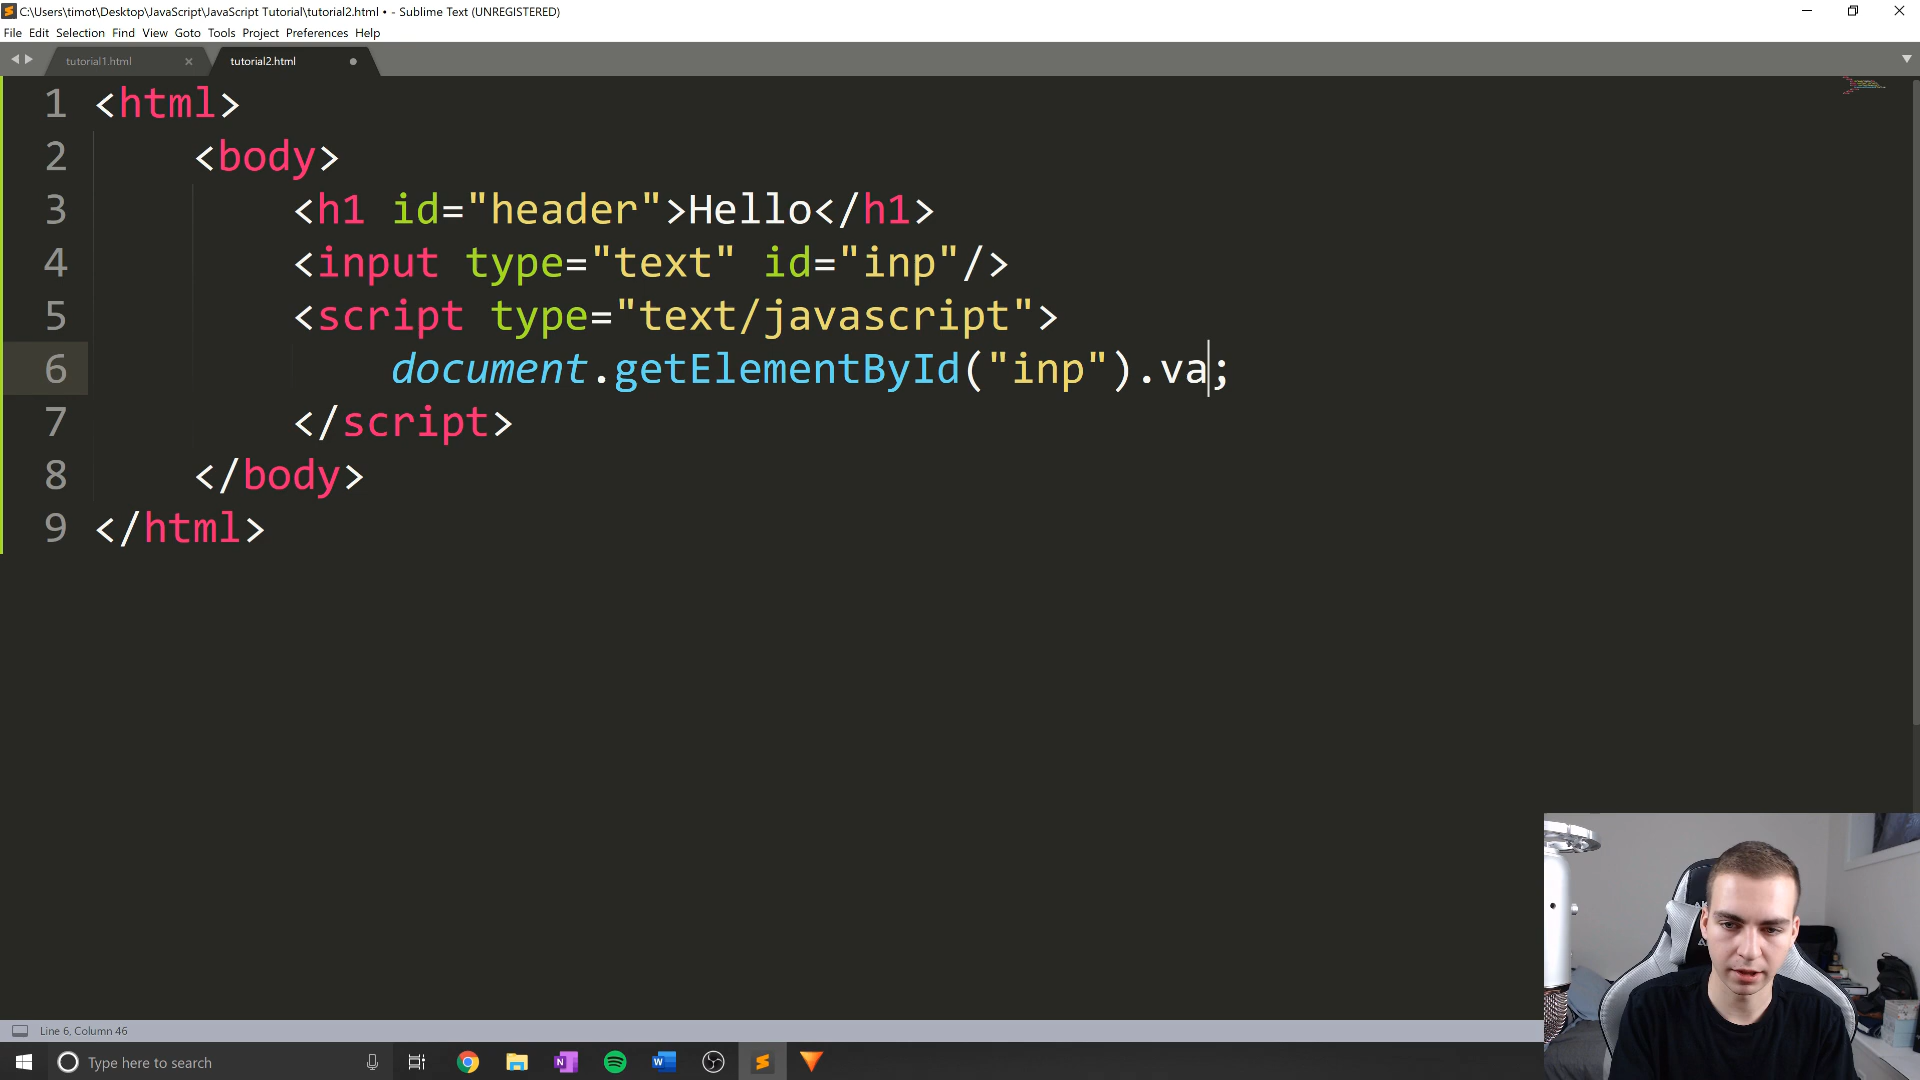 C:\Users\timot\Desktop\JavaScript\JavaScript Tutorial\tutorial2.html • - Sublime Text (UNREGISTERED)
File Edit Selection Find View Goto Tools Project Preferences Help
tutorial1.html tutorial2.html
1 <html>
2 <body>
3 <h1 id="header">Hello</h1>
4 <input type="text" id="inp"/>
5 <script type="text/javascript">
6 document.getElementById("inp").va;
7 </script>
8 </body>
9 </html>
Line 6, Column 46
Type here to search